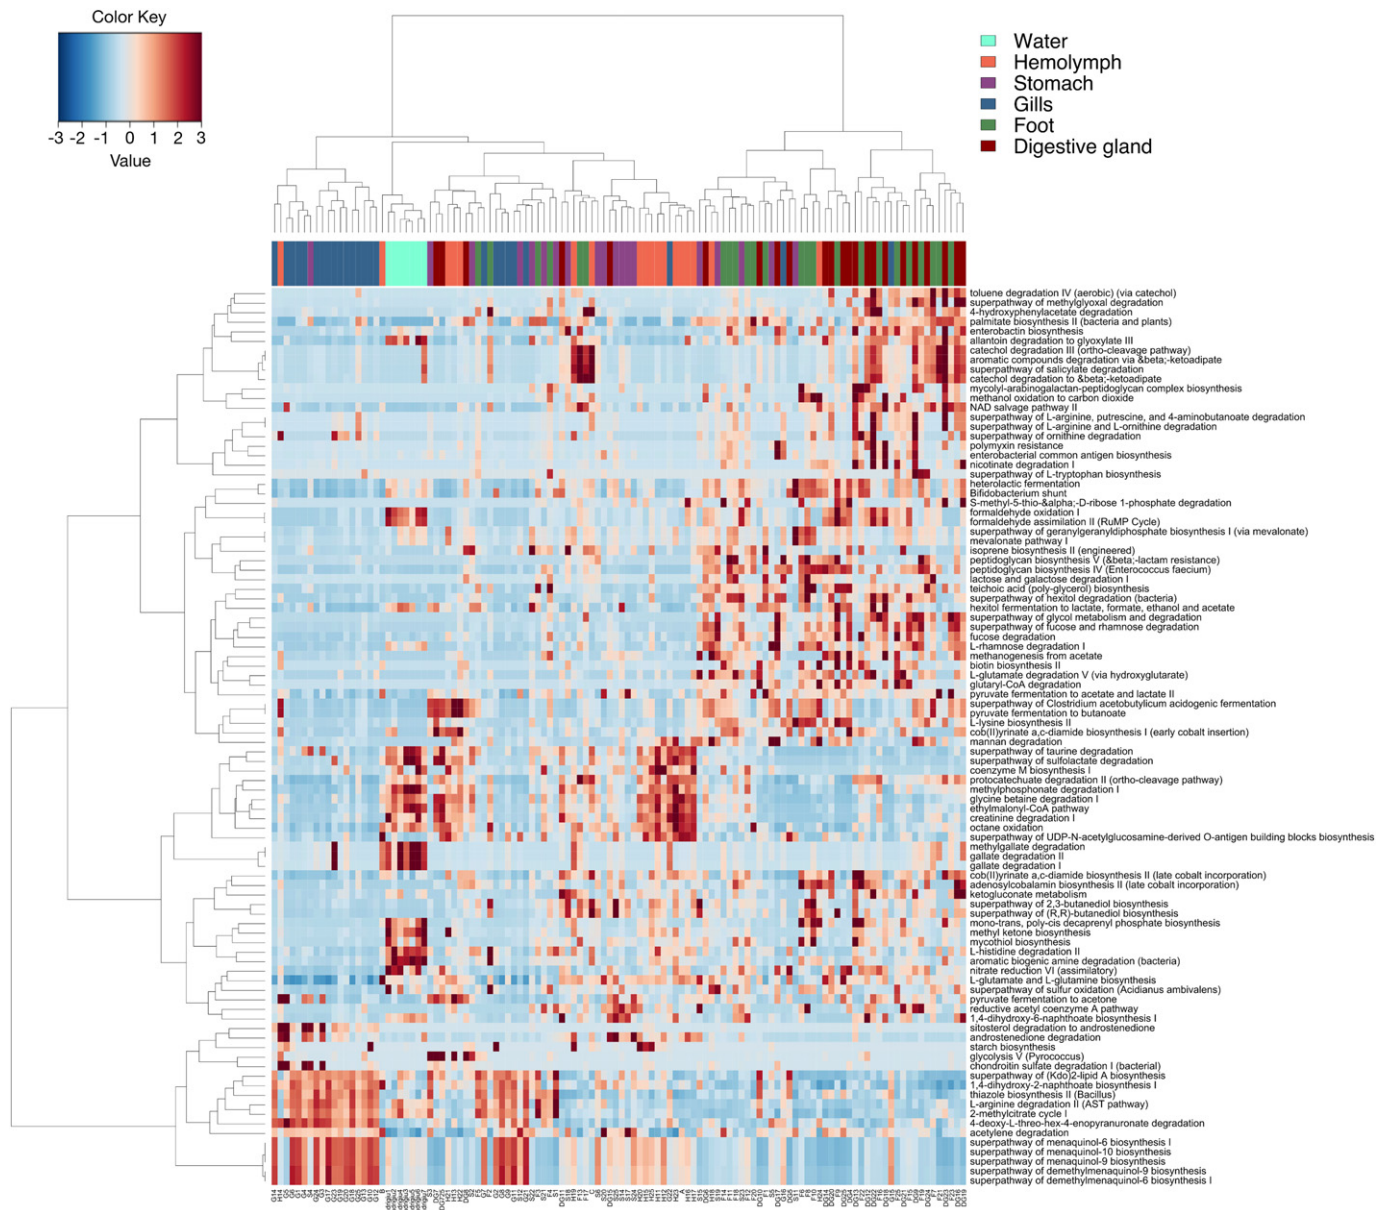 Color Key
-3 -2 -1 0 1 2 3
Value
Water
Hemolymph
Stomach
Gills
Foot
Digestive gland
toluene degradation IV (aerobic) (via catechol)
superpathway of methylglyoxal degradation
4-hydroxyphenylacetate degradation
palmitate biosynthesis II (bacteria and plants)
enterobactin biosynthesis
allantoin degradation to glyoxylate III
catechol degradation III (ortho-cleavage pathway)
aromatic compounds degradation via &beta;-ketoadipate
superpathway of salicylate degradation
catechol degradation to &beta;-ketoadipate
mycolyl-arabinogalactan-peptidoglycan complex biosynthesis
methanol oxidation to carbon dioxide
NAD salvage pathway II
superpathway of L-arginine, putrescine, and 4-aminobutanoate degradation
superpathway of L-arginine and L-ornithine degradation
superpathway of ornithine degradation
polymyxin resistance
enterobacterial common antigen biosynthesis
nicotinate degradation I
superpathway of L-tryptophan biosynthesis
heterolactic fermentation
Bifidobacterium shunt
S-methyl-5-thio-&alpha;-D-ribose 1-phosphate degradation
formaldehyde oxidation I
formaldehyde assimilation II (RuMP Cycle)
superpathway of geranylgeranyldiphosphate biosynthesis I (via mevalonate)
mevalonate pathway I
isoprene biosynthesis II (engineered)
peptidoglycan biosynthesis V (&beta;-lactam resistance)
peptidoglycan biosynthesis IV (Enterococcus faecium)
lactose and galactose degradation I
teichoic acid (poly-glycerol) biosynthesis
superpathway of hexitol degradation (bacteria)
hexitol fermentation to lactate, formate, ethanol and acetate
superpathway of glycol metabolism and degradation
superpathway of fucose and rhamnose degradation
fucose degradation
L-rhamnose degradation I
methanogenesis from acetate
biotin biosynthesis II
L-glutamate degradation V (via hydroxyglutarate)
glutaryl-CoA degradation
pyruvate fermentation to acetate and lactate II
superpathway of Clostridium acetobutylicum acidogenic fermentation
pyruvate fermentation to butanoate
L-lysine biosynthesis II
cob(II)yrinate a,c-diamide biosynthesis I (early cobalt insertion)
mannan degradation
superpathway of taurine degradation
superpathway of sulfolactate degradation
coenzyme M biosynthesis I
protocatechuate degradation II (ortho-cleavage pathway)
methylphosphonate degradation I
glycine betaine degradation I
ethylmalonyl-CoA pathway
creatinine degradation I
octane oxidation
superpathway of UDP-N-acetylglucosamine-derived O-antigen building blocks biosynthesis
methylgallate degradation
gallate degradation II
gallate degradation I
cob(II)yrinate a,c-diamide biosynthesis II (late cobalt incorporation)
adenosylcobalamin biosynthesis II (late cobalt incorporation)
ketogluconate metabolism
superpathway of 2,3-butanediol biosynthesis
superpathway of (R,R)-butanediol biosynthesis
mono-trans, poly-cis decaprenyl phosphate biosynthesis
methyl ketone biosynthesis
mycothiol biosynthesis
L-histidine degradation II
aromatic biogenic amine degradation (bacteria)
nitrate reduction VI (assimilatory)
L-glutamate and L-glutamine biosynthesis
superpathway of sulfur oxidation (Acidianus ambivalens)
pyruvate fermentation to acetone
reductive acetyl coenzyme A pathway
1,4-dihydroxy-6-naphthoate biosynthesis I
sitosterol degradation to androstenedione
androstenedione degradation
starch biosynthesis
glycolysis V (Pyrococcus)
chondroitin sulfate degradation I (bacterial)
superpathway of (Kdo)2-lipid A biosynthesis
1,4-dihydroxy-2-naphthoate biosynthesis I
thiazole biosynthesis II (Bacillus)
L-arginine degradation II (AST pathway)
2-methylcitrate cycle I
4-deoxy-L-threo-hex-4-enopyranuronate degradation
acetylene degradation
superpathway of menaquinol-6 biosynthesis I
superpathway of menaquinol-10 biosynthesis
superpathway of menaquinol-9 biosynthesis
superpathway of demethylmenaquinol-9 biosynthesis
superpathway of demethylmenaquinol-6 biosynthesis I